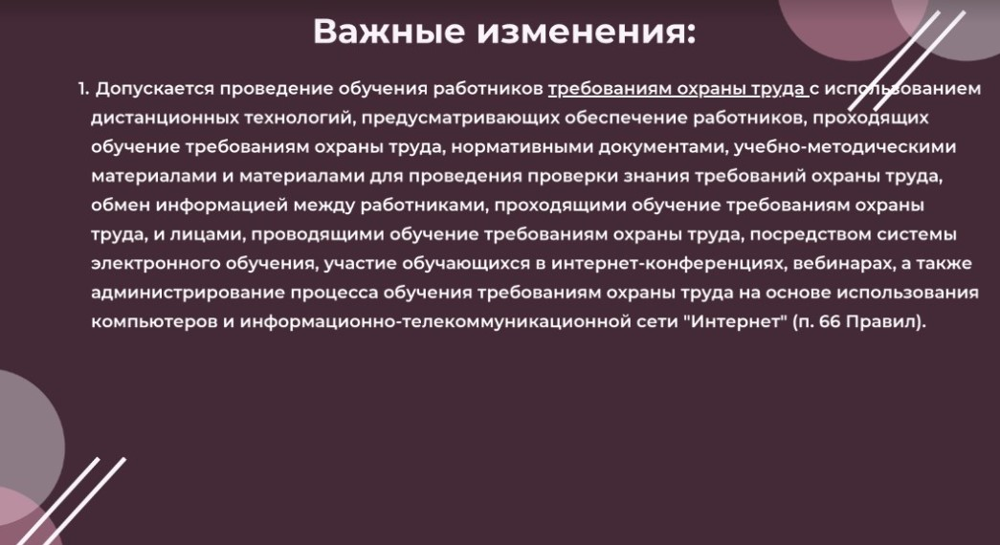 Важные изменения:
1. Допускается проведение обучения работников требованиям охраны труда с использованием
дистанционных технологий, предусматривающих обеспечение работников, проходящих
обучение требованиям охраны труда, нормативными документами, учебно-методическими
материалами и материалами для проведения проверки знания требований охраны труда,
обмен информацией между работниками, проходящими обучение требованиям охраны
труда, и лицами, проводящими обучение требованиям охраны труда, посредством системы
электронного обучения, участие обучающихся в интернет-конференциях, вебинарах, а также
администрирование процесса обучения требованиям охраны труда на основе использования
компьютеров и информационно-телекоммуникационной сети "Интернет" (п. 66 Правил).